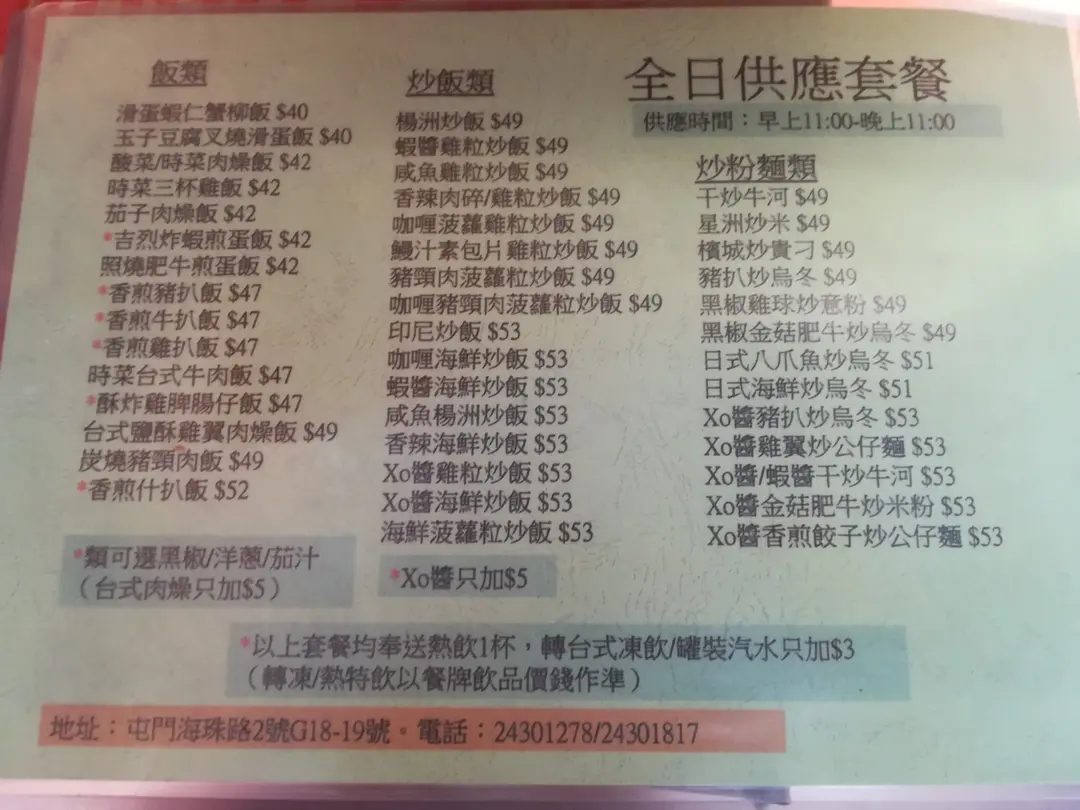 全日供應套餐
供應時間：早上11:00-晚上11:00
飯類
滑蛋蝦仁蟹柳飯 $40
玉子豆腐叉燒滑蛋飯 $40
酸菜/時菜肉燥飯 $42
時菜三杯雞飯 $42
茄子肉燥飯 $42
*吉烈炸蝦煎蛋飯 $42
照燒肥牛煎蛋飯 $42
*香煎豬扒飯 $47
*香煎牛扒飯 $47
*香煎雞扒飯 $47
時菜台式牛肉飯 $47
*酥炸雞脾腸仔飯 $47
台式鹽酥雞翼肉燥飯 $49
炭燒豬頸肉飯 $49
*香煎什扒飯 $52
*類可選黑椒/洋蔥/茄汁
（台式肉燥只加$5）
炒飯類
楊洲炒飯 $49
蝦醬雞粒炒飯 $49
咸魚雞粒炒飯 $49
香辣肉碎/雞粒炒飯 $49
咖喱菠蘿雞粒炒飯 $49
鰻汁素包片雞粒炒飯 $49
豬頸肉菠蘿粒炒飯 $49
咖喱豬頸肉菠蘿粒炒飯 $49
印尼炒飯 $53
咖喱海鮮炒飯 $53
蝦醬海鮮炒飯 $53
咸魚楊洲炒飯 $53
香辣海鮮炒飯 $53
Xo醬雞粒炒飯 $53
Xo醬海鮮炒飯 $53
海鮮菠蘿粒炒飯 $53
*Xo醬只加$5
炒粉麵類
干炒牛河 $49
星洲炒米 $49
檳城炒貴刁 $49
豬扒炒烏冬 $49
黑椒雞球炒意粉 $49
黑椒金菇肥牛炒烏冬 $49
日式八爪魚炒烏冬 $51
日式海鮮炒烏冬 $51
Xo醬豬扒炒烏冬 $53
Xo醬雞翼炒公仔麵 $53
Xo醬/蝦醬干炒牛河 $53
Xo醬金菇肥牛炒米粉 $53
Xo醬香煎餃子炒公仔麵 $53
*以上套餐均奉送熱飲1杯，轉台式凍飲/罐裝汽水只加$3
（轉凍/熱特飲以餐牌飲品價錢作準）
地址：屯門海珠路2號G18-19號。電話：24301278/24301817